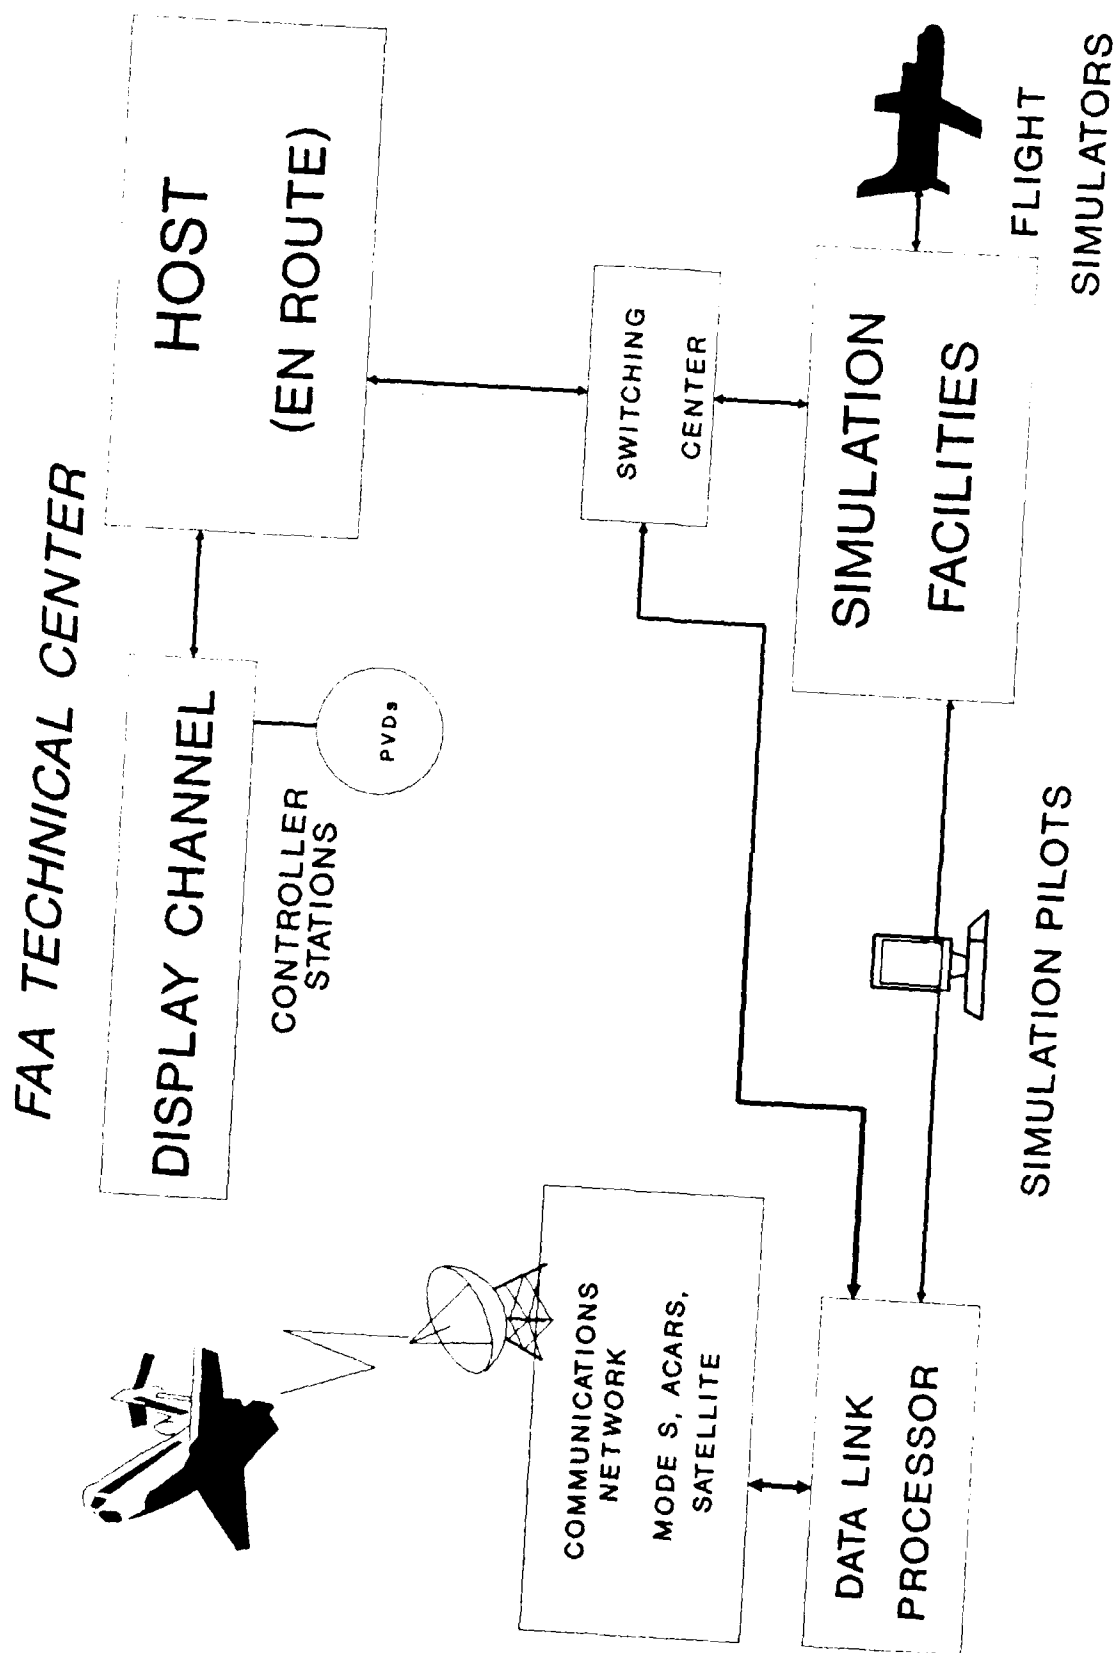 FAA TECHNICAL CENTER
DISPLAY CHANNEL
HOST
(EN ROUTE)
CONTROLLER
STATIONS
PVDs
COMMUNICATIONS
NETWORK
MODE S, ACARS,
SATELLITE
SWITCHING
CENTER
DATA LINK
PROCESSOR
SIMULATION
FACILITIES
SIMULATION PILOTS
FLIGHT
SIMULATORS